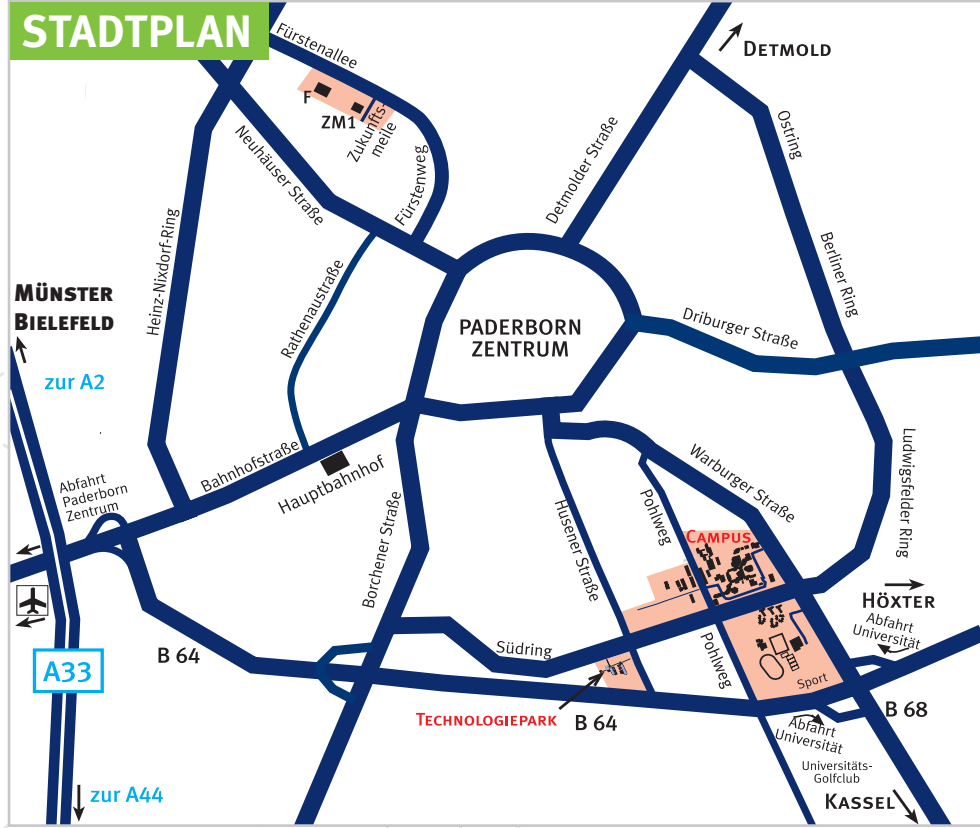 STADTPLAN
Fürstenallee
DETMOLD
F
ZM1
Zukunfts-
meile
Neuhäuser Straße
Fürstenweg
Detmolder Straße
Ostring
Heinz-Nixdorf-Ring
Rathenaustraße
Berliner Ring
MÜNSTER
BIELEFELD
PADERBORN
ZENTRUM
Driburger Straße
zur A2
Bahnhofstraße
Hauptbahnhof
Abfahrt
Paderborn
Zentrum
Warburger Straße
Ludwigsfelder Ring
Borchener Straße
Husener Straße
Pohlweg
CAMPUS
HÖXTER
Abfahrt
Universität
Südring
Pohlweg
B 64
A33
Sport
TECHNOLOGIEPARK
B 64
B 68
Abfahrt
Universität
Universitäts-
Golfclub
zur A44
KASSEL